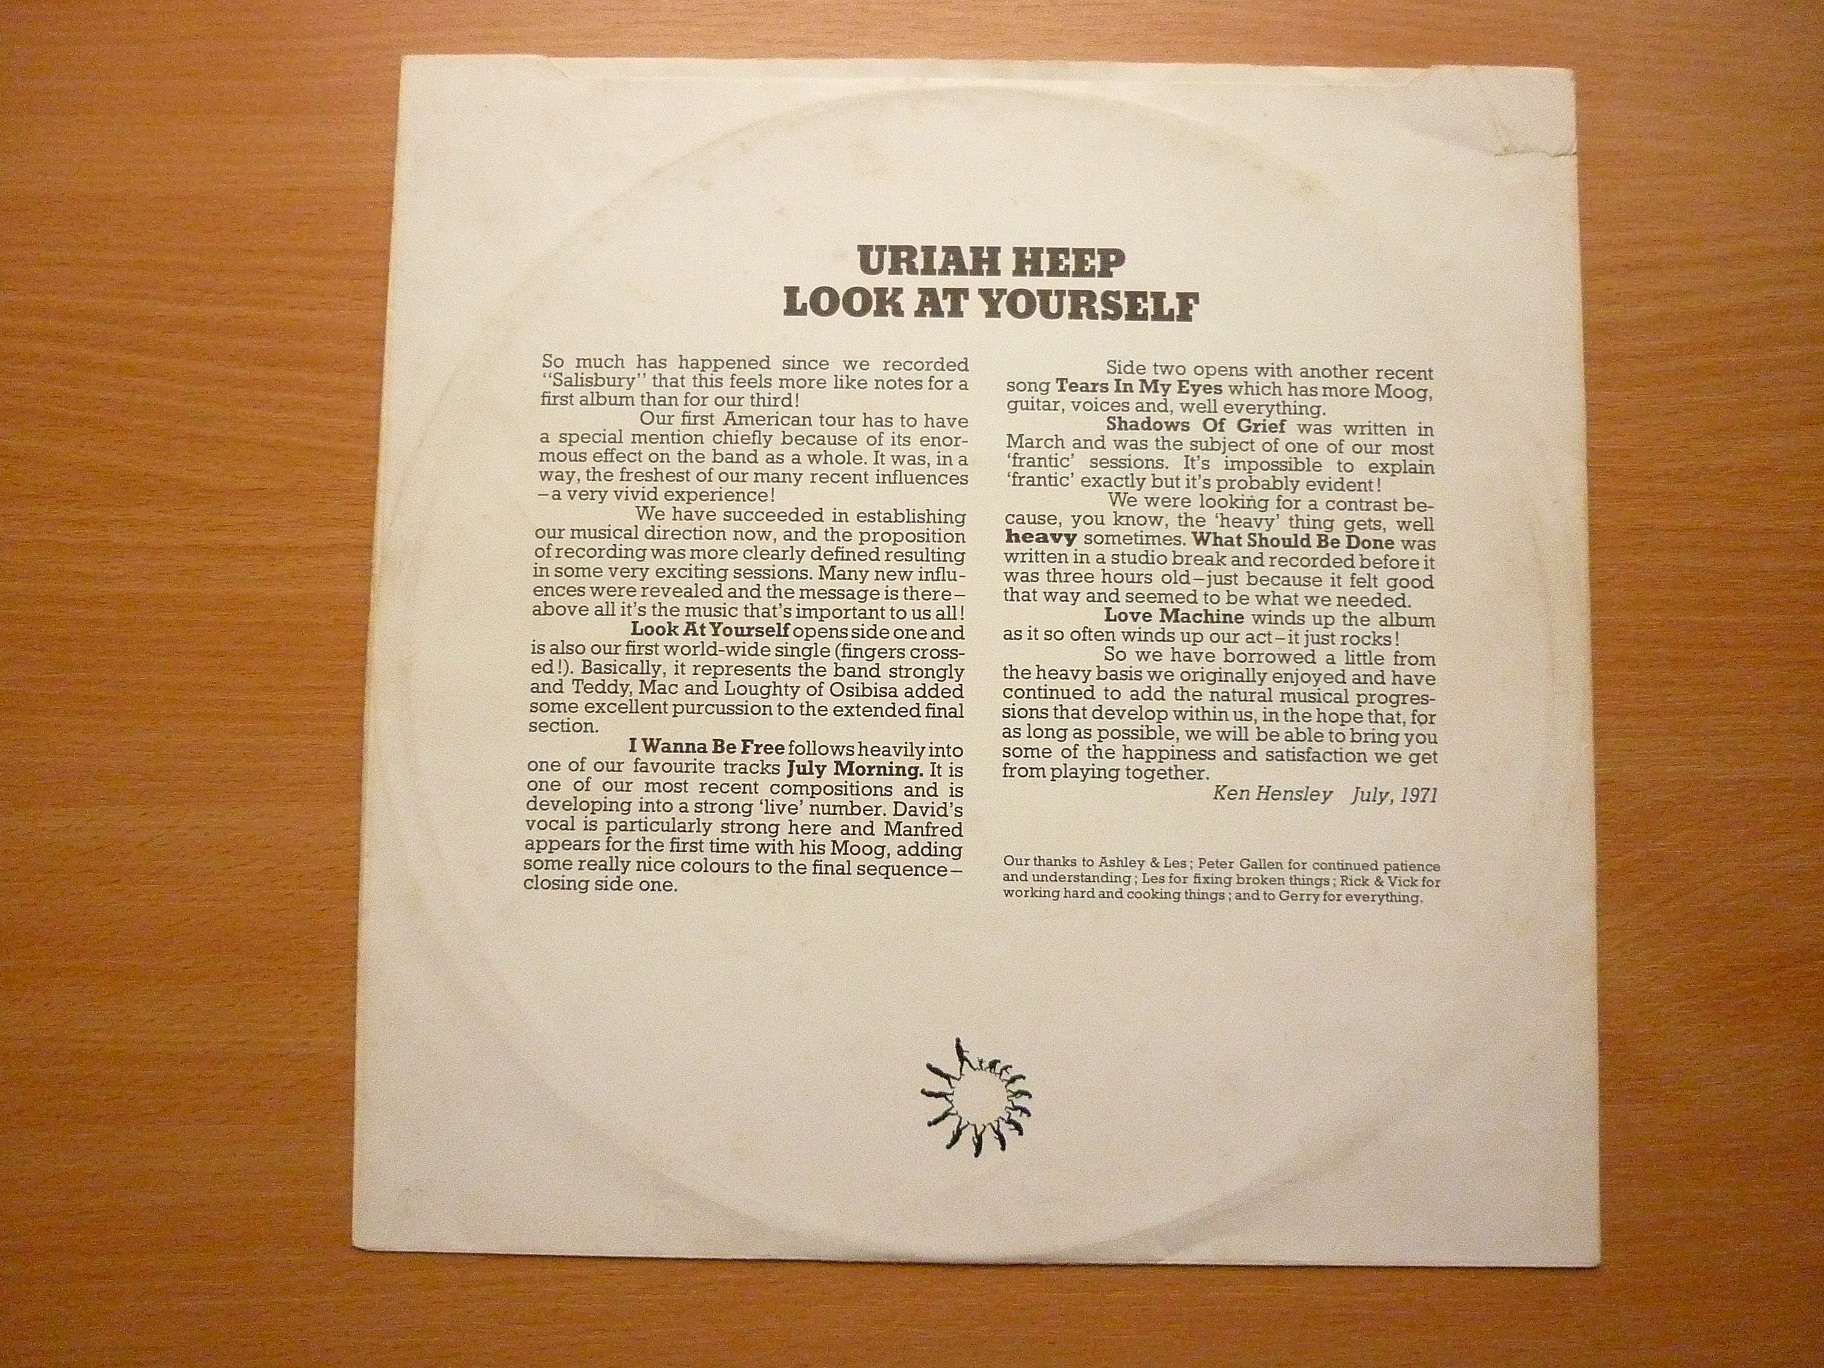 URIAH HEEP
LOOK AT YOURSELF
So much has happened since we recorded
“Salisbury” that this feels more like notes for a
first album than for our third!
Our first American tour has to have
a special mention chiefly because of its enor-
mous effect on the band as a whole. It was, in a
way, the freshest of our many recent influences
–a very vivid experience!
We have succeeded in establishing
our musical direction now, and the proposition
of recording was more clearly defined resulting
in some very exciting sessions. Many new influ-
ences were revealed and the message is there–
above all it's the music that's important to us all!
Look At Yourself opens side one and
is also our first world-wide single (fingers cross-
ed!). Basically, it represents the band strongly
and Teddy, Mac and Loughty of Osibisa added
some excellent purcussion to the extended final
section.
I Wanna Be Free follows heavily into
one of our favourite tracks July Morning. It is
one of our most recent compositions and is
developing into a strong ‘live’ number. David's
vocal is particularly strong here and Manfred
appears for the first time with his Moog, adding
some really nice colours to the final sequence–
closing side one.
Side two opens with another recent
song Tears In My Eyes which has more Moog,
guitar, voices and, well everything.
Shadows Of Grief was written in
March and was the subject of one of our most
‘frantic’ sessions. It's impossible to explain
‘frantic’ exactly but it's probably evident!
We were looking for a contrast be-
cause, you know, the ‘heavy’ thing gets, well
heavy sometimes. What Should Be Done was
written in a studio break and recorded before it
was three hours old–just because it felt good
that way and seemed to be what we needed.
Love Machine winds up the album
as it so often winds up our act–it just rocks!
So we have borrowed a little from
the heavy basis we originally enjoyed and have
continued to add the natural musical progres-
sions that develop within us, in the hope that, for
as long as possible, we will be able to bring you
some of the happiness and satisfaction we get
from playing together.
Ken Hensley July, 1971
Our thanks to Ashley & Les; Peter Gallen for continued patience
and understanding; Les for fixing broken things; Rick & Vick for
working hard and cooking things; and to Gerry for everything.